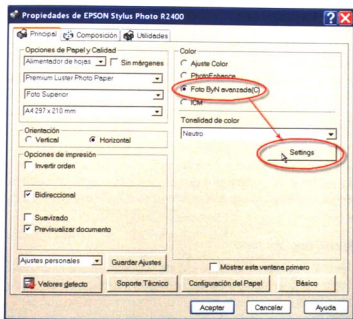 Propiedades de EPSON Stylus Photo R2400
Principal Composición Utilidades
Opciones de Papel y Calidad
Alimentador de hojas Sin márgenes
Premium Luster Photo Paper
Foto Superior
A4 297 x 210 mm
Orientación
Vertical Horizontal
Opciones de impresión
Invertir orden
Bidireccional
Suavizado
Previsualizar documento
Ajustes personales Guardar Ajustes
Color
Ajuste Color
PhotoEnhance
Foto ByN avanzada(C)
ICM
Tonalidad de color
Neutro
Settings
Mostrar esta ventana primero
Valores defecto Soporte Técnico Configuración del Papel Básico
Aceptar Cancelar Ayuda